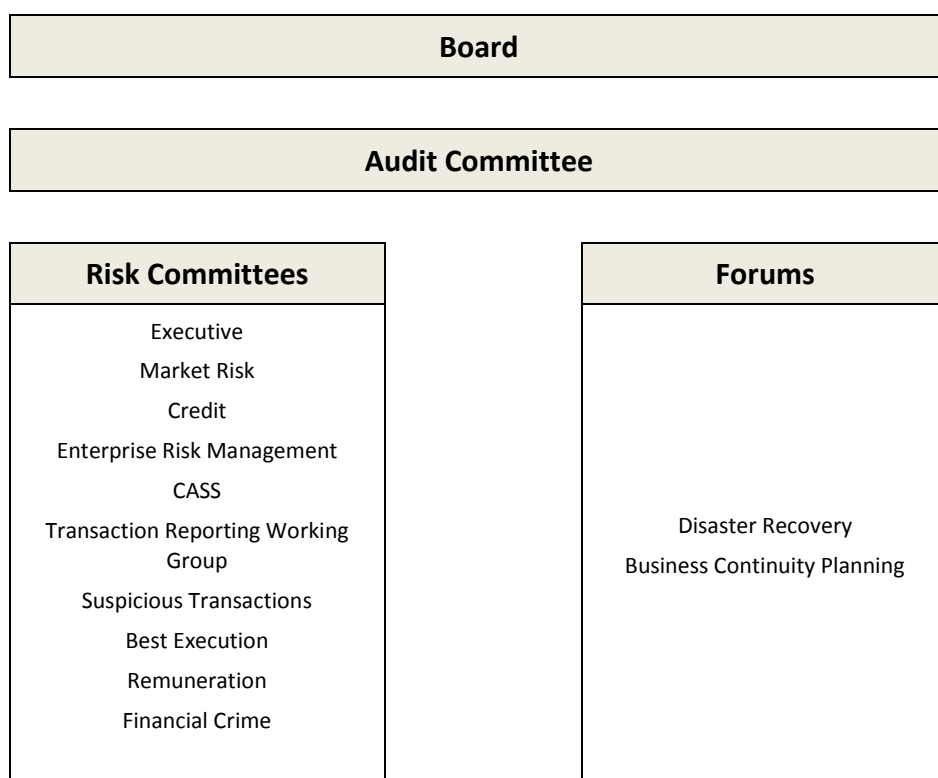 Board
Audit Committee
Risk Committees
Executive
Market Risk
Credit
Enterprise Risk Management
CASS
Transaction Reporting Working
Group
Suspicious Transactions
Best Execution
Remuneration
Financial Crime
Forums
Disaster Recovery
Business Continuity Planning